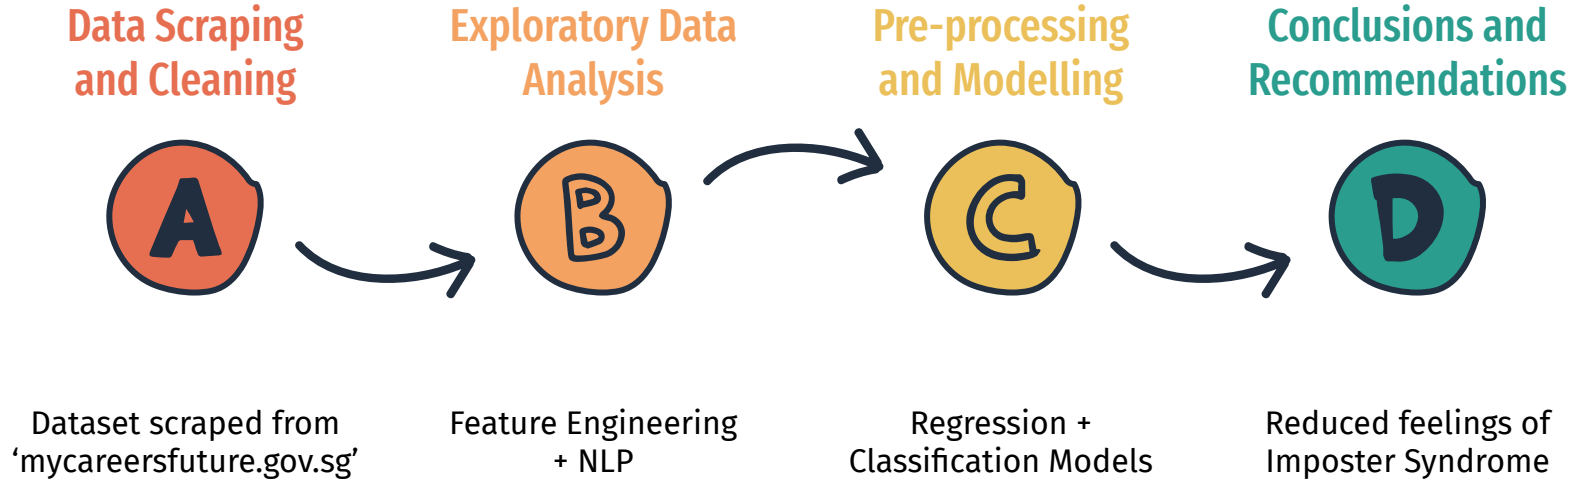 Data Scraping
and Cleaning
Exploratory Data
Analysis
Pre-processing
and Modelling
Conclusions and
Recommendations
A
B
C
D
Dataset scraped from
‘mycareersfuture.gov.sg’
Feature Engineering
+ NLP
Regression +
Classification Models
Reduced feelings of
Imposter Syndrome